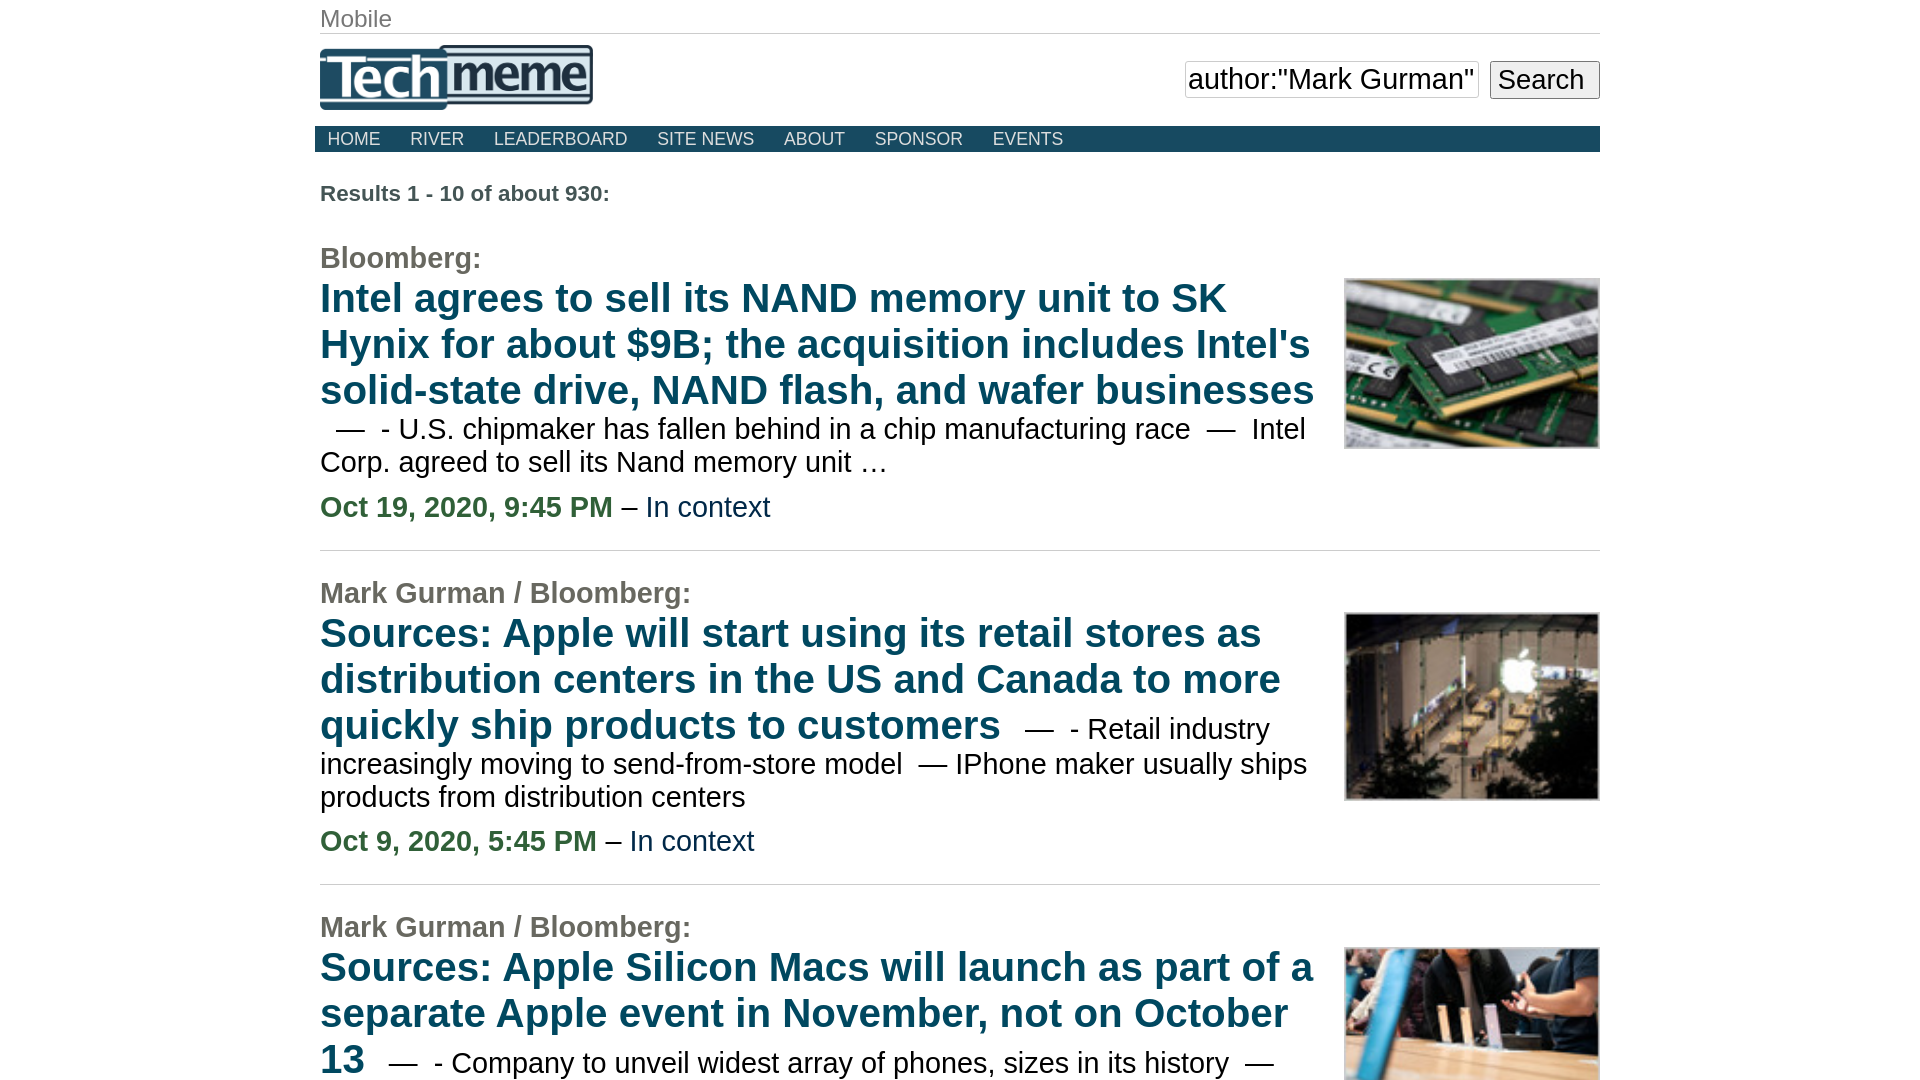 Mobile
Techmeme
author:"Mark Gurman"
Search
HOME RIVER LEADERBOARD SITE NEWS ABOUT SPONSOR EVENTS
Results 1 - 10 of about 930:
Bloomberg:
Intel agrees to sell its NAND memory unit to SK
Hynix for about $9B; the acquisition includes Intel's
solid-state drive, NAND flash, and wafer businesses
— - U.S. chipmaker has fallen behind in a chip manufacturing race — Intel
Corp. agreed to sell its Nand memory unit …
Oct 19, 2020, 9:45 PM – In context
Mark Gurman / Bloomberg:
Sources: Apple will start using its retail stores as
distribution centers in the US and Canada to more
quickly ship products to customers — - Retail industry
increasingly moving to send-from-store model — IPhone maker usually ships
products from distribution centers
Oct 9, 2020, 5:45 PM – In context
Mark Gurman / Bloomberg:
Sources: Apple Silicon Macs will launch as part of a
separate Apple event in November, not on October
13 — - Company to unveil widest array of phones, sizes in its history —